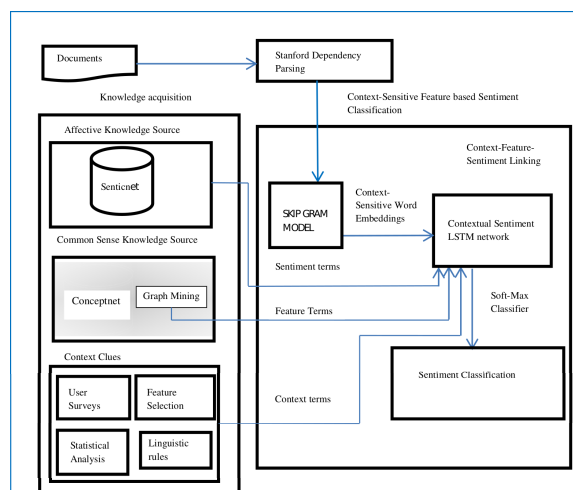 Documents
Stanford Dependency
Parsing
Knowledge acquisition
Context-Sensitive Feature based Sentiment
Classification
Affective Knowledge Source
Senticnet
Context-Feature-
Sentiment Linking
SKIP GRAM
MODEL
Context-
Sensitive Word
Embeddings
Contextual Sentiment
LSTM network
Common Sense Knowledge Source
Sentiment terms
Conceptnet
Graph Mining
Feature Terms
Soft-Max
Classifier
Context Clues
User
Surveys
Feature
Selection
Context terms
Sentiment Classification
Statistical
Analysis
Linguistic
rules